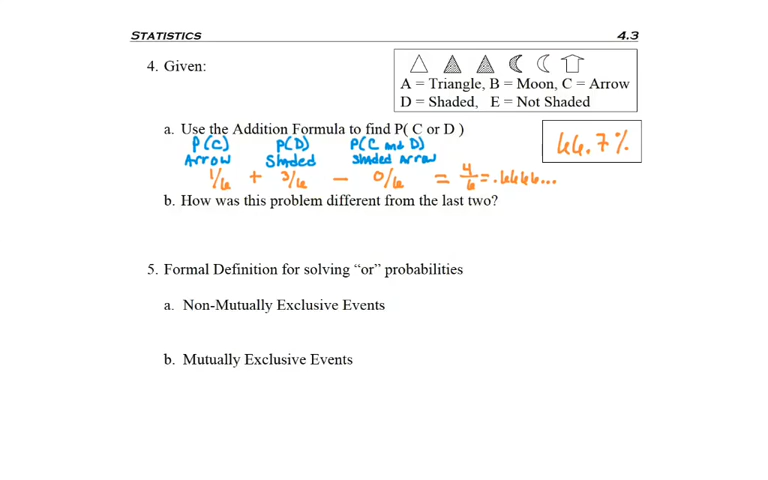 STATISTICS 4.3
4. Given:
A = Triangle, B = Moon, C = Arrow
D = Shaded, E = Not Shaded
a. Use the Addition Formula to find P( C or D )
P(C) P(D) P(C and D)
Arrow Shaded Shaded Arrow
1/6 + 3/6 - 0/6 = 4/6 = .6666...
66.7%
b. How was this problem different from the last two?
5. Formal Definition for solving “or” probabilities
a. Non-Mutually Exclusive Events
b. Mutually Exclusive Events